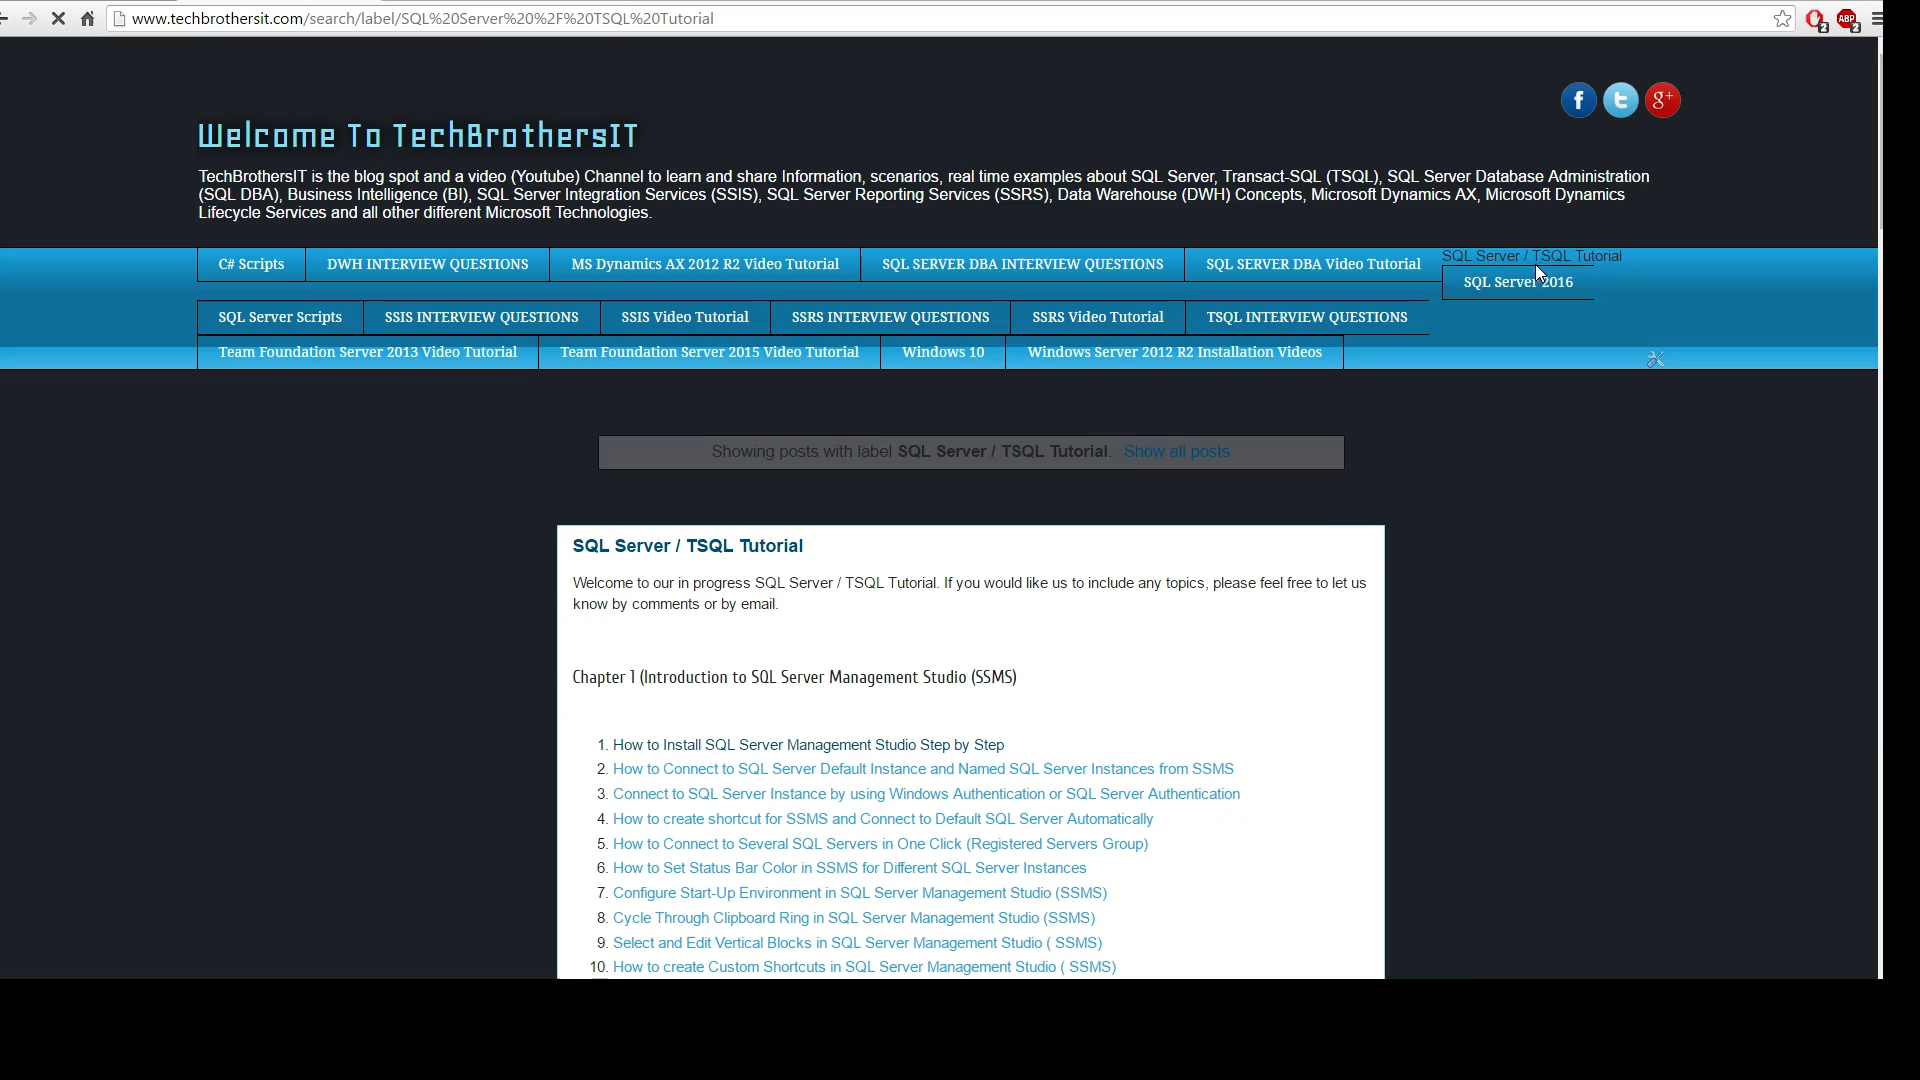 www.techbrothersit.com/search/label/SQL%20Server%20%2F%20TSQL%20Tutorial
2
ABP
2
f
t
g+
Welcome To TechBrothersIT
TechBrothersIT is the blog spot and a video (Youtube) Channel to learn and share Information, scenarios, real time examples about SQL Server, Transact-SQL (TSQL), SQL Server Database Administration
(SQL DBA), Business Intelligence (BI), SQL Server Integration Services (SSIS), SQL Server Reporting Services (SSRS), Data Warehouse (DWH) Concepts, Microsoft Dynamics AX, Microsoft Dynamics
Lifecycle Services and all other different Microsoft Technologies.
C# Scripts
DWH INTERVIEW QUESTIONS
MS Dynamics AX 2012 R2 Video Tutorial
SQL SERVER DBA INTERVIEW QUESTIONS
SQL SERVER DBA Video Tutorial
SQL Server / TSQL Tutorial
SQL Server 2016
SQL Server Scripts
SSIS INTERVIEW QUESTIONS
SSIS Video Tutorial
SSRS INTERVIEW QUESTIONS
SSRS Video Tutorial
TSQL INTERVIEW QUESTIONS
Team Foundation Server 2013 Video Tutorial
Team Foundation Server 2015 Video Tutorial
Windows 10
Windows Server 2012 R2 Installation Videos
Showing posts with label SQL Server / TSQL Tutorial. Show all posts
SQL Server / TSQL Tutorial
Welcome to our in progress SQL Server / TSQL Tutorial. If you would like us to include any topics, please feel free to let us
know by comments or by email.
Chapter 1 (Introduction to SQL Server Management Studio (SSMS)
1. How to Install SQL Server Management Studio Step by Step
2. How to Connect to SQL Server Default Instance and Named SQL Server Instances from SSMS
3. Connect to SQL Server Instance by using Windows Authentication or SQL Server Authentication
4. How to create shortcut for SSMS and Connect to Default SQL Server Automatically
5. How to Connect to Several SQL Servers in One Click (Registered Servers Group)
6. How to Set Status Bar Color in SSMS for Different SQL Server Instances
7. Configure Start-Up Environment in SQL Server Management Studio (SSMS)
8. Cycle Through Clipboard Ring in SQL Server Management Studio (SSMS)
9. Select and Edit Vertical Blocks in SQL Server Management Studio ( SSMS)
10. How to create Custom Shortcuts in SQL Server Management Studio ( SSMS)